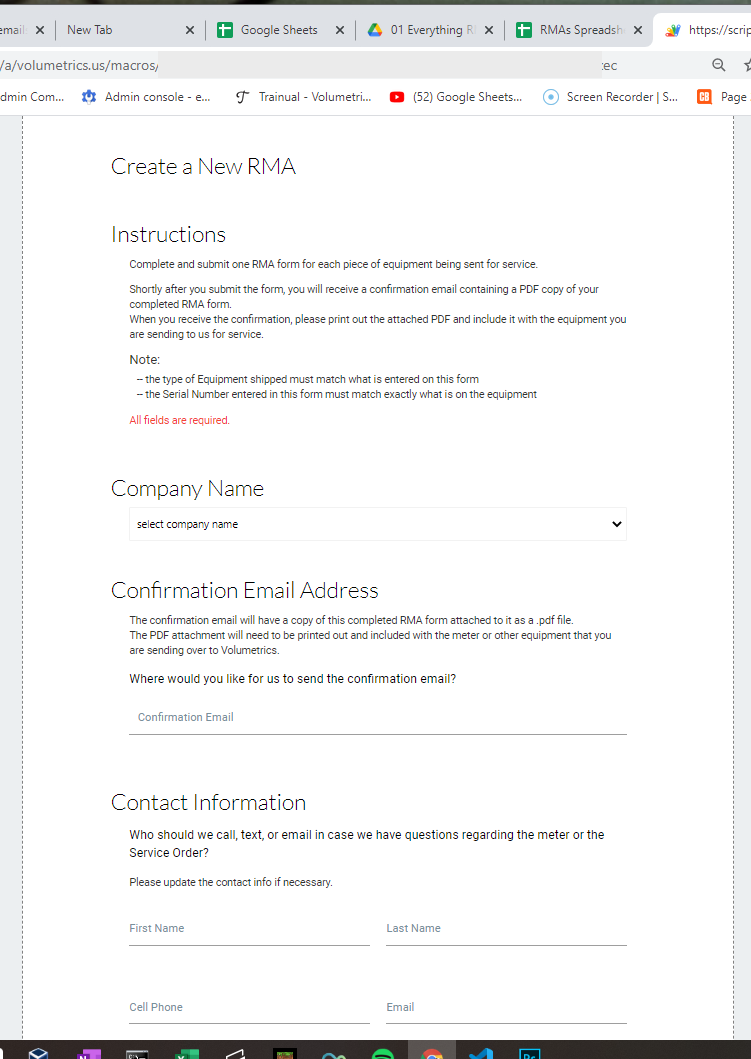 email
New Tab
Google Sheets
01 Everything R
RMAs Spreadsh
https://scrip
/a/volumetrics.us/macros/
:ec
dmin Com...
Admin console - e...
Trainual - Volumetri...
(52) Google Sheets...
Screen Recorder | S...
CB
Page
Create a New RMA
Instructions
Complete and submit one RMA form for each piece of equipment being sent for service.
Shortly after you submit the form, you will receive a confirmation email containing a PDF copy of your
completed RMA form.
When you receive the confirmation, please print out the attached PDF and include it with the equipment you
are sending to us for service.
Note:
-- the type of Equipment shipped must match what is entered on this form
-- the Serial Number entered in this form must match exactly what is on the equipment
All fields are required.
Company Name
select company name
Confirmation Email Address
The confirmation email will have a copy of this completed RMA form attached to it as a .pdf file.
The PDF attachment will need to be printed out and included with the meter or other equipment that you
are sending over to Volumetrics.
Where would you like for us to send the confirmation email?
Confirmation Email
Contact Information
Who should we call, text, or email in case we have questions regarding the meter or the
Service Order?
Please update the contact info if necessary.
First Name
Last Name
Cell Phone
Email